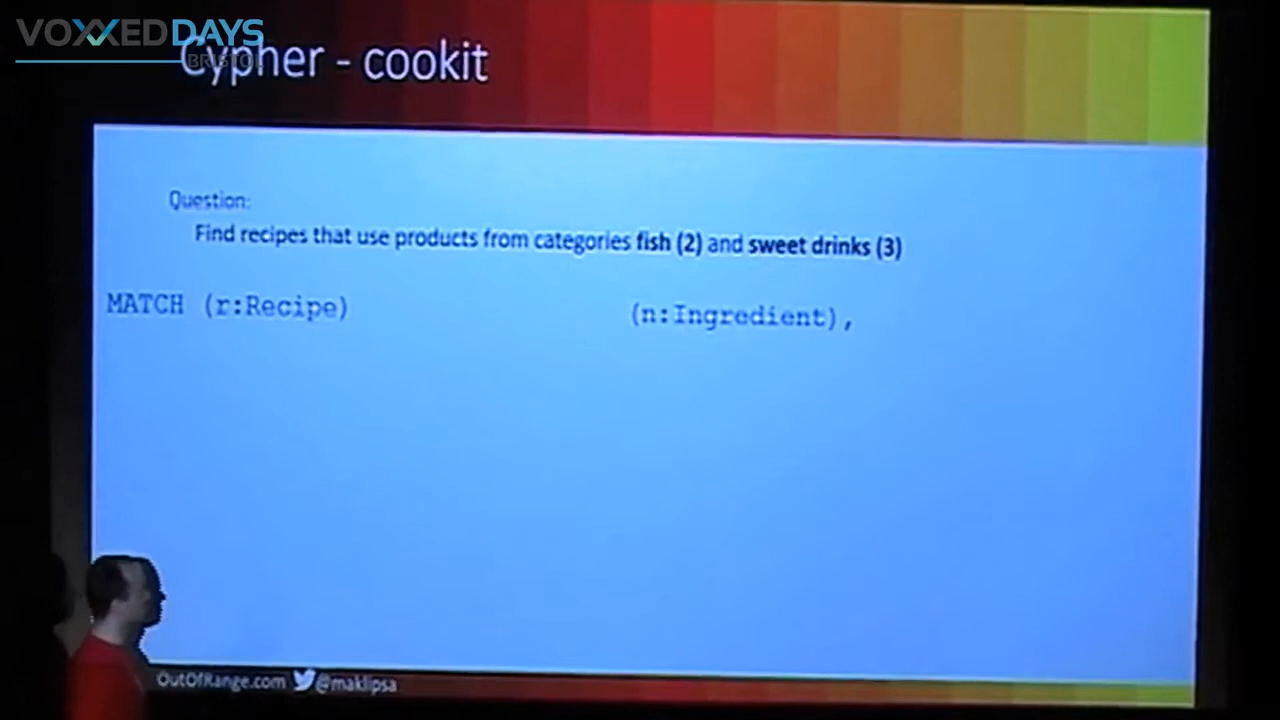 VOXXEDDAYS
BRISTOL
Cypher - cookit
Question:
Find recipes that use products from categories fish (2) and sweet drinks (3)
MATCH (r:Recipe) (n:Ingredient),
OutOfRange.com @maklipsa